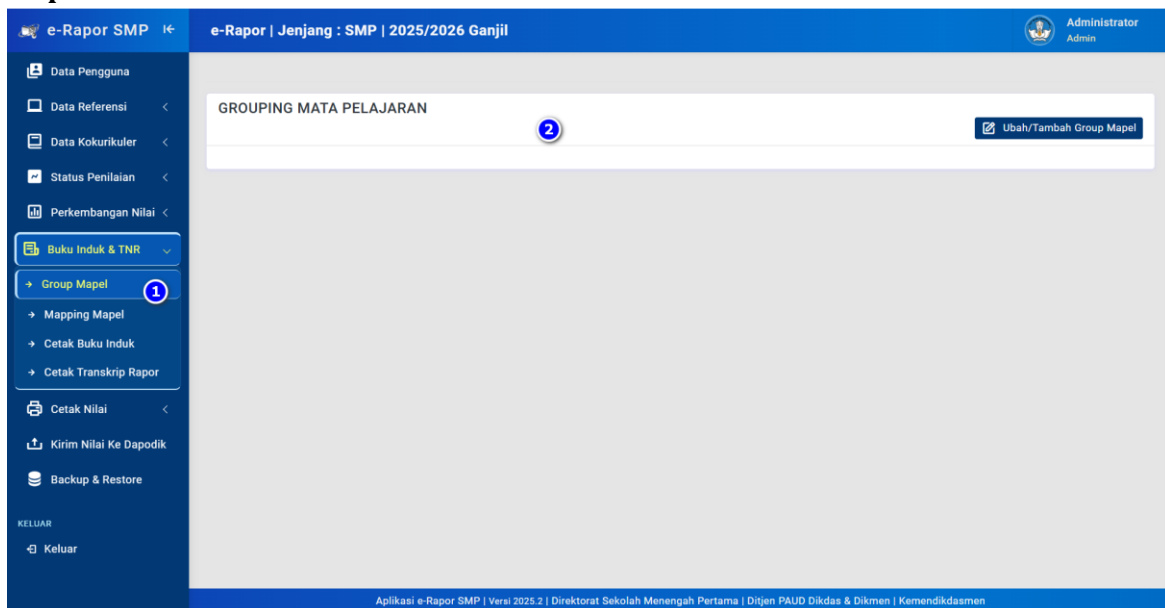 e-Rapor SMP
e-Rapor | Jenjang : SMP | 2025/2026 Ganjil
Administrator
Admin
Data Pengguna
Data Referensi
Data Kokurikuler
Status Penilaian
Perkembangan Nilai
Buku Induk & TNR
Group Mapel
1
Mapping Mapel
Cetak Buku Induk
Cetak Transkrip Rapor
Cetak Nilai
Kirim Nilai Ke Dapodik
Backup & Restore
KELUAR
Keluar
GROUPING MATA PELAJARAN
2
Ubah/Tambah Group Mapel
Aplikasi e-Rapor SMP | Versi 2025.2 | Direktorat Sekolah Menengah Pertama | Ditjen PAUD Dikdas & Dikmen | Kemendikdasmen